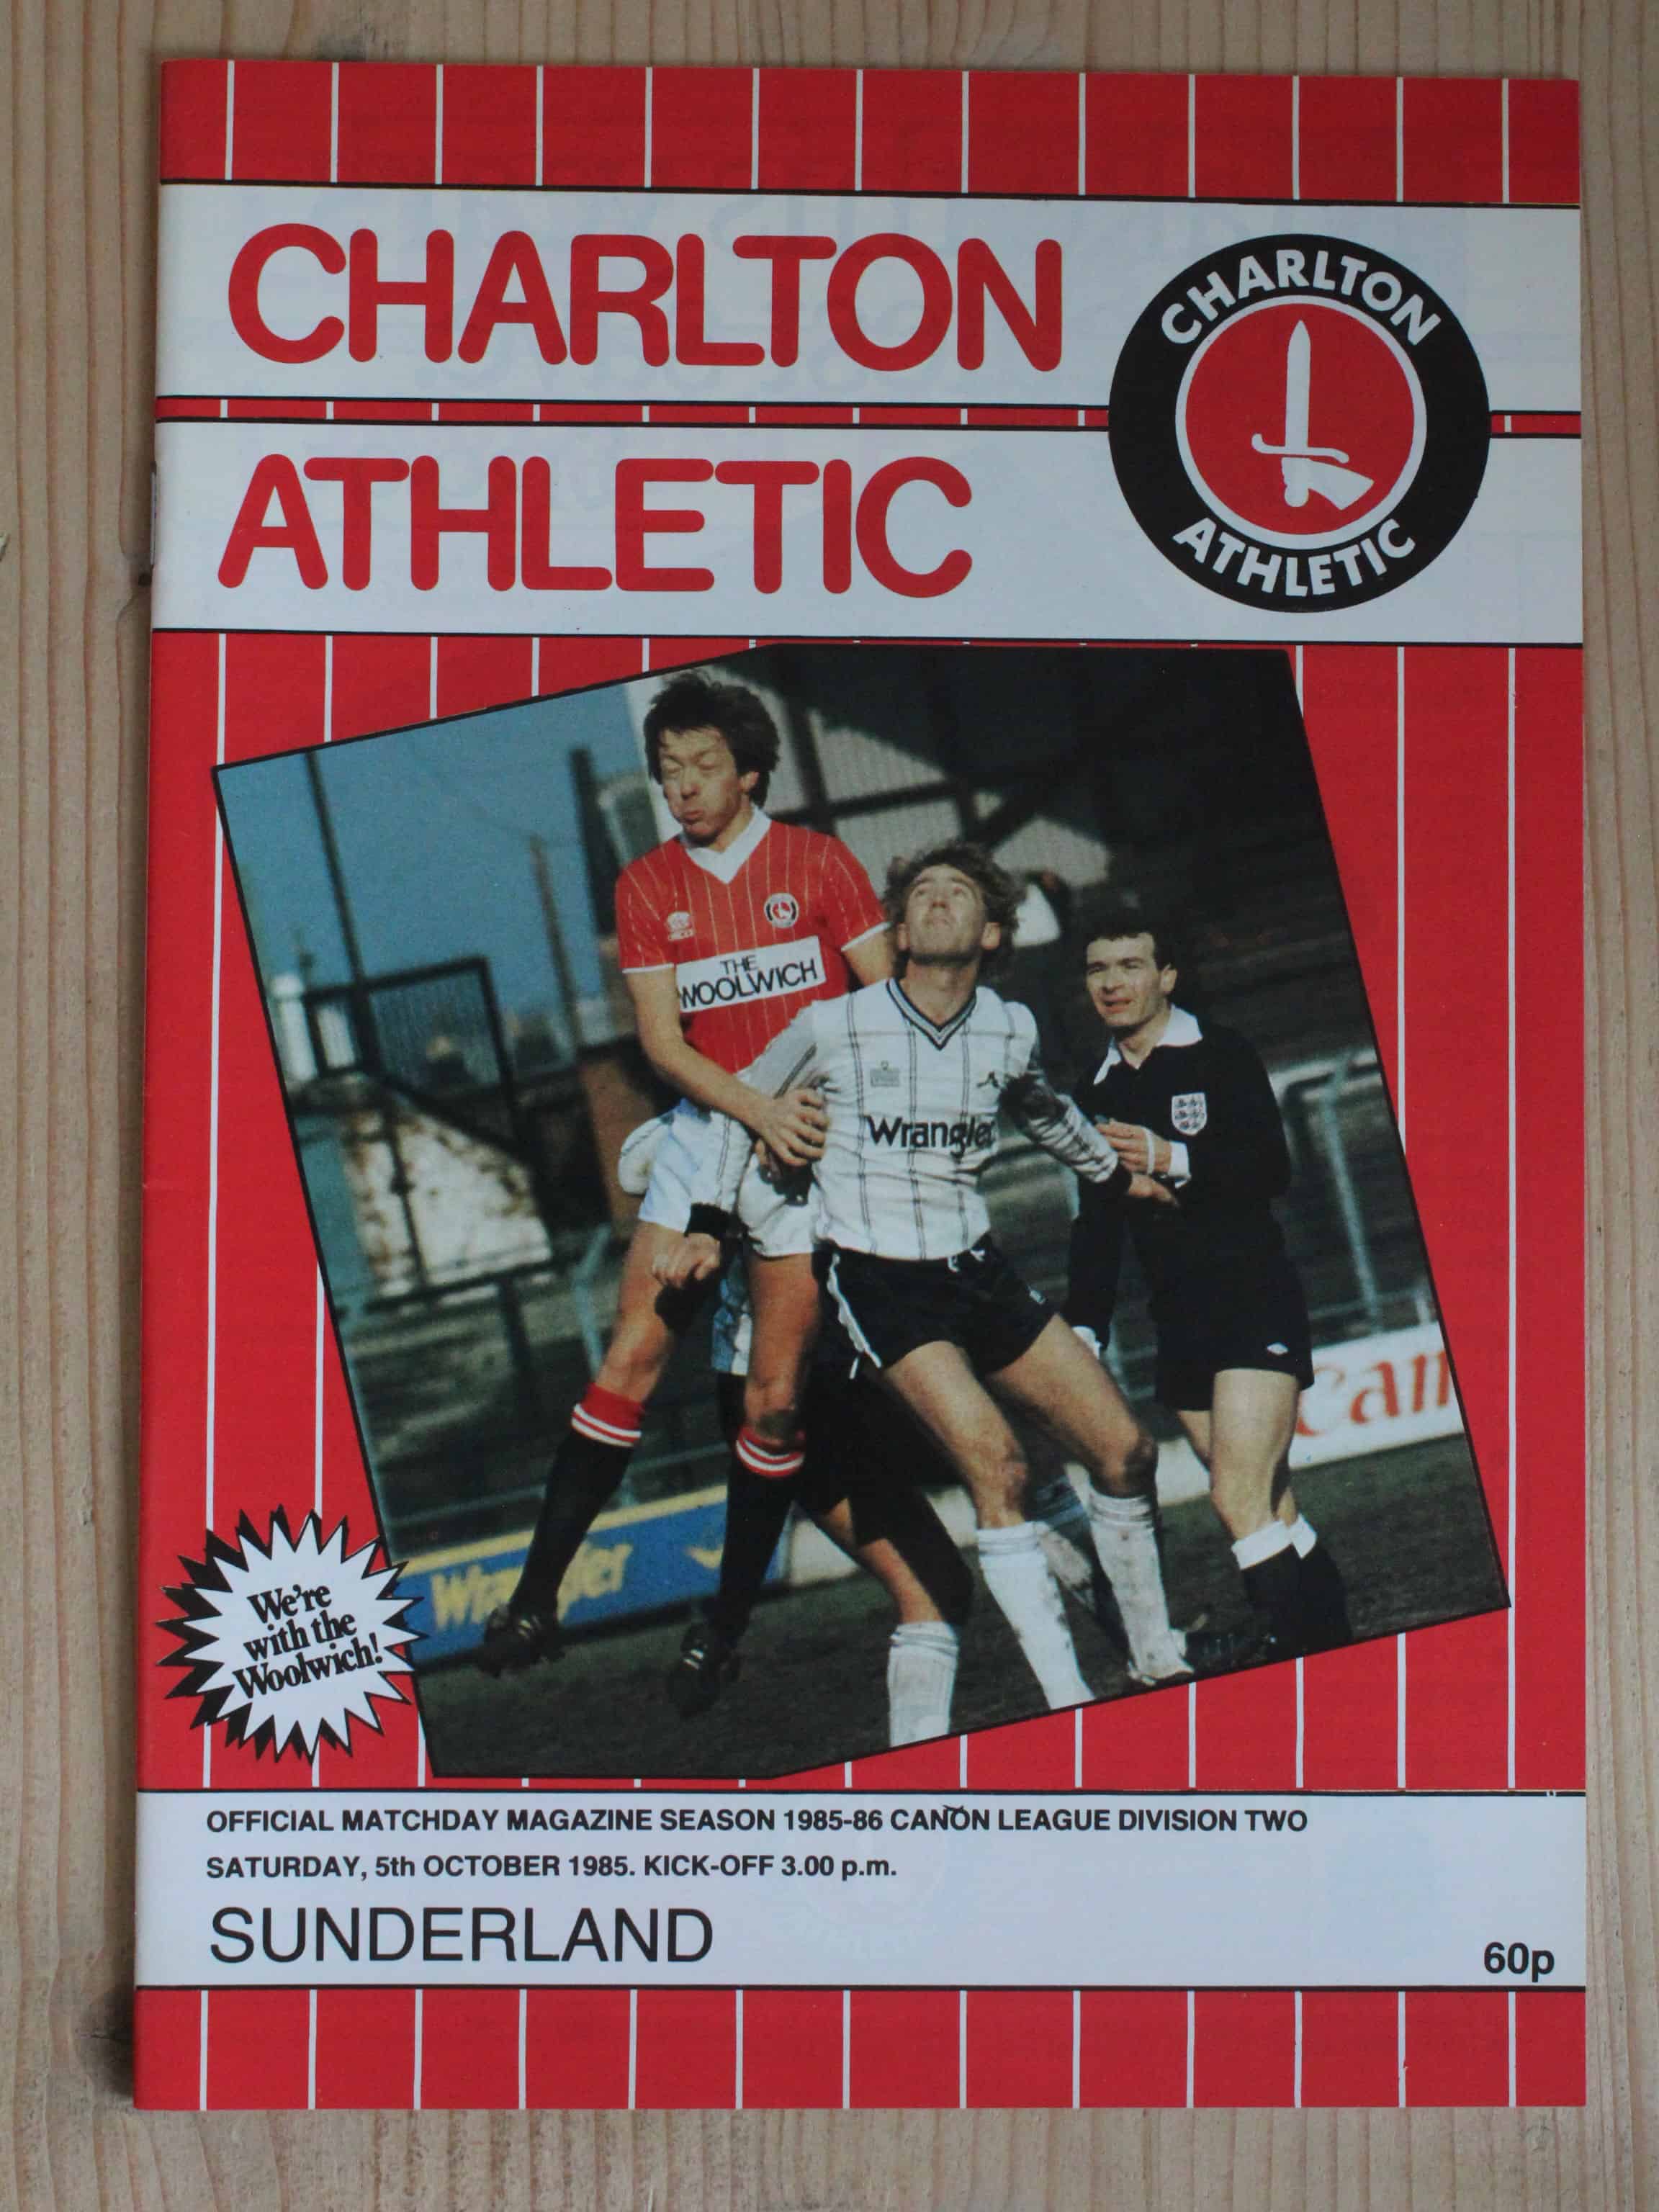 CHARLTON
ATHLETIC
CHARLTON
ATHLETIC
THE
WOOLWICH
Wrangler
Wrangler
We're
with the
Woolwich!
OFFICIAL MATCHDAY MAGAZINE SEASON 1985-86 CANON LEAGUE DIVISION TWO
SATURDAY, 5th OCTOBER 1985. KICK-OFF 3.00 p.m.
SUNDERLAND
60p